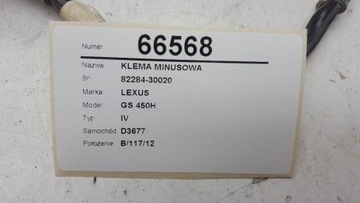 Numer 66568
Nazwa KLEMA MINUSOWA
Sn 82284-30020
Marka LEXUS
Model GS 450H
Typ IV
Samochód D3677
Położenie B/117/12